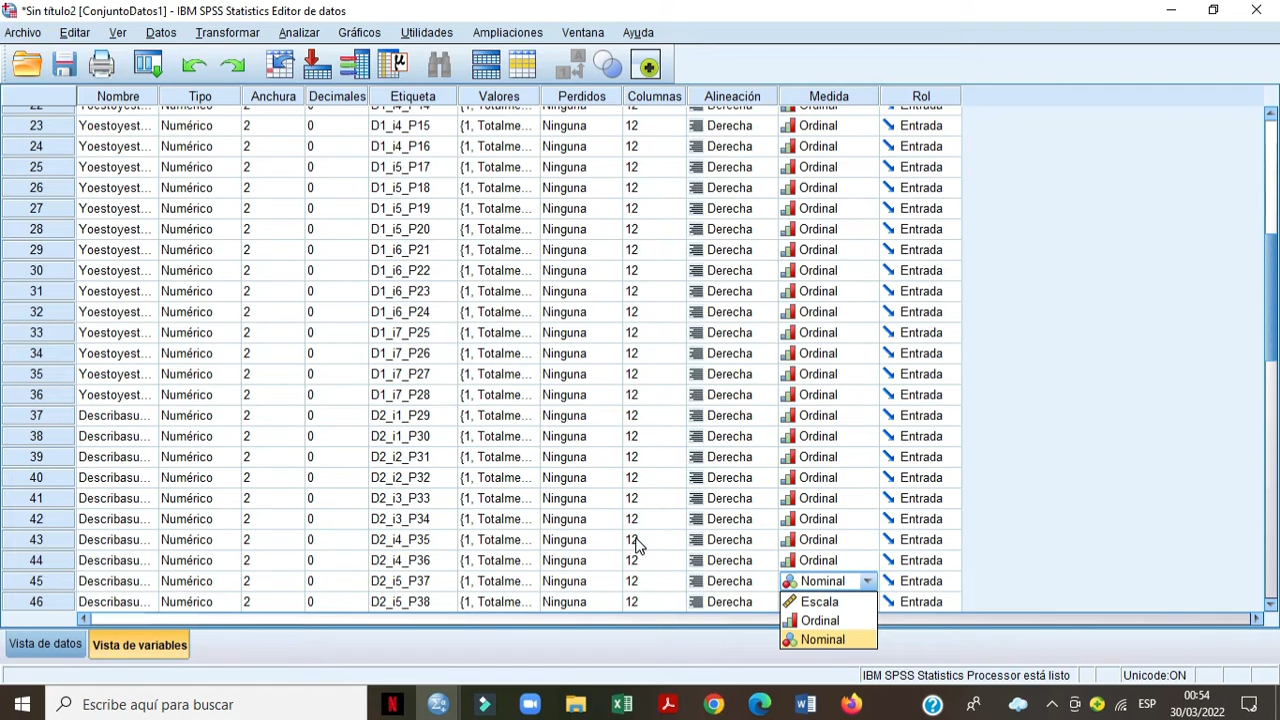 *Sin título2 [ConjuntoDatos1] - IBM SPSS Statistics Editor de datos
Archivo Editar Ver Datos Transformar Analizar Gráficos Utilidades Ampliaciones Ventana Ayuda
Nombre Tipo Anchura Decimales Etiqueta Valores Perdidos Columnas Alineación Medida Rol
22 Yoestoyest... Numérico 2 0 D1_i4_P14 {1, Totalme... Ninguna 12 Derecha Ordinal Entrada
23 Yoestoyest... Numérico 2 0 D1_i4_P15 {1, Totalme... Ninguna 12 Derecha Ordinal Entrada
24 Yoestoyest... Numérico 2 0 D1_i4_P16 {1, Totalme... Ninguna 12 Derecha Ordinal Entrada
25 Yoestoyest... Numérico 2 0 D1_i5_P17 {1, Totalme... Ninguna 12 Derecha Ordinal Entrada
26 Yoestoyest... Numérico 2 0 D1_i5_P18 {1, Totalme... Ninguna 12 Derecha Ordinal Entrada
27 Yoestoyest... Numérico 2 0 D1_i5_P19 {1, Totalme... Ninguna 12 Derecha Ordinal Entrada
28 Yoestoyest... Numérico 2 0 D1_i5_P20 {1, Totalme... Ninguna 12 Derecha Ordinal Entrada
29 Yoestoyest... Numérico 2 0 D1_i6_P21 {1, Totalme... Ninguna 12 Derecha Ordinal Entrada
30 Yoestoyest... Numérico 2 0 D1_i6_P22 {1, Totalme... Ninguna 12 Derecha Ordinal Entrada
31 Yoestoyest... Numérico 2 0 D1_i6_P23 {1, Totalme... Ninguna 12 Derecha Ordinal Entrada
32 Yoestoyest... Numérico 2 0 D1_i6_P24 {1, Totalme... Ninguna 12 Derecha Ordinal Entrada
33 Yoestoyest... Numérico 2 0 D1_i7_P25 {1, Totalme... Ninguna 12 Derecha Ordinal Entrada
34 Yoestoyest... Numérico 2 0 D1_i7_P26 {1, Totalme... Ninguna 12 Derecha Ordinal Entrada
35 Yoestoyest... Numérico 2 0 D1_i7_P27 {1, Totalme... Ninguna 12 Derecha Ordinal Entrada
36 Yoestoyest... Numérico 2 0 D1_i7_P28 {1, Totalme... Ninguna 12 Derecha Ordinal Entrada
37 Describasu... Numérico 2 0 D2_i1_P29 {1, Totalme... Ninguna 12 Derecha Ordinal Entrada
38 Describasu... Numérico 2 0 D2_i1_P30 {1, Totalme... Ninguna 12 Derecha Ordinal Entrada
39 Describasu... Numérico 2 0 D2_i2_P31 {1, Totalme... Ninguna 12 Derecha Ordinal Entrada
40 Describasu... Numérico 2 0 D2_i2_P32 {1, Totalme... Ninguna 12 Derecha Ordinal Entrada
41 Describasu... Numérico 2 0 D2_i3_P33 {1, Totalme... Ninguna 12 Derecha Ordinal Entrada
42 Describasu... Numérico 2 0 D2_i3_P34 {1, Totalme... Ninguna 12 Derecha Ordinal Entrada
43 Describasu... Numérico 2 0 D2_i4_P35 {1, Totalme... Ninguna 12 Derecha Ordinal Entrada
44 Describasu... Numérico 2 0 D2_i4_P36 {1, Totalme... Ninguna 12 Derecha Ordinal Entrada
45 Describasu... Numérico 2 0 D2_i5_P37 {1, Totalme... Ninguna 12 Derecha Nominal Entrada
46 Describasu... Numérico 2 0 D2_i5_P38 {1, Totalme... Ninguna 12 Derecha Escala Entrada
Ordinal
Nominal
Vista de datos Vista de variables
IBM SPSS Statistics Processor está listo Unicode:ON
Escribe aquí para buscar ESP 00:54
30/03/2022